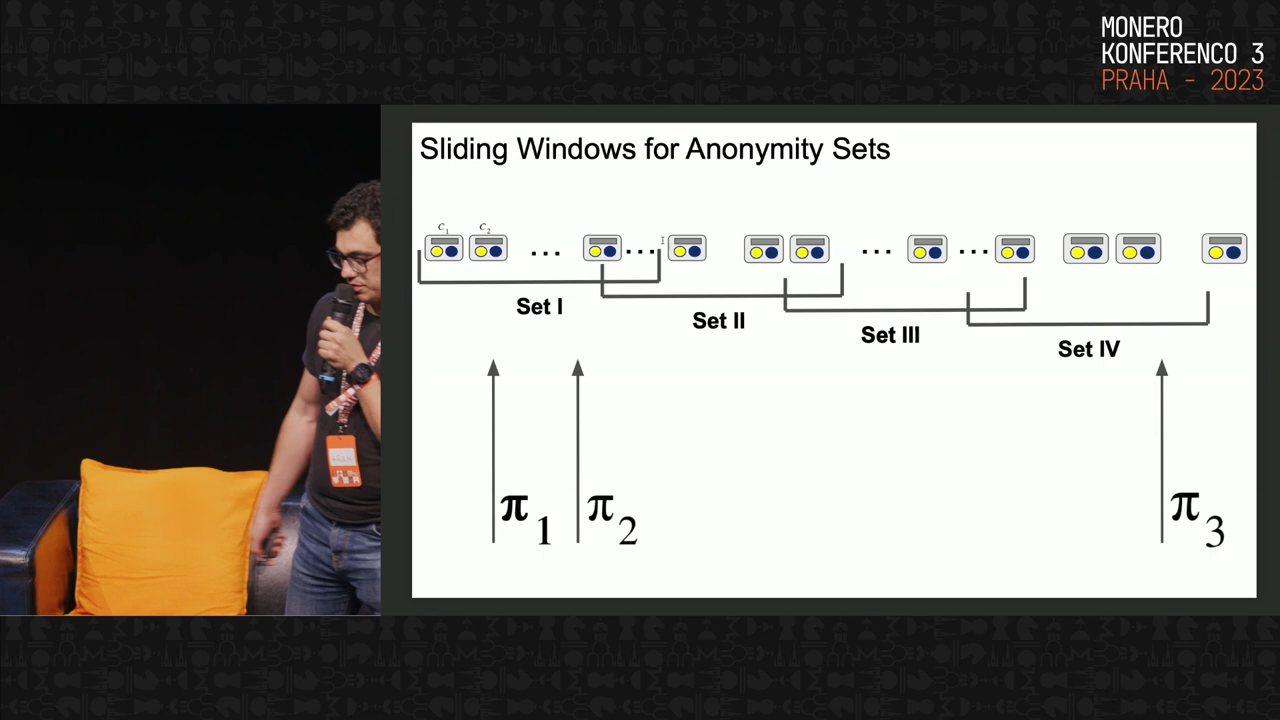 MONERO
KONFERENCO 3
PRAHA - 2023
Sliding Windows for Anonymity Sets
C1 C2
... ... ... ...
Set I
Set II
Set III
Set IV
π1 π2 π3